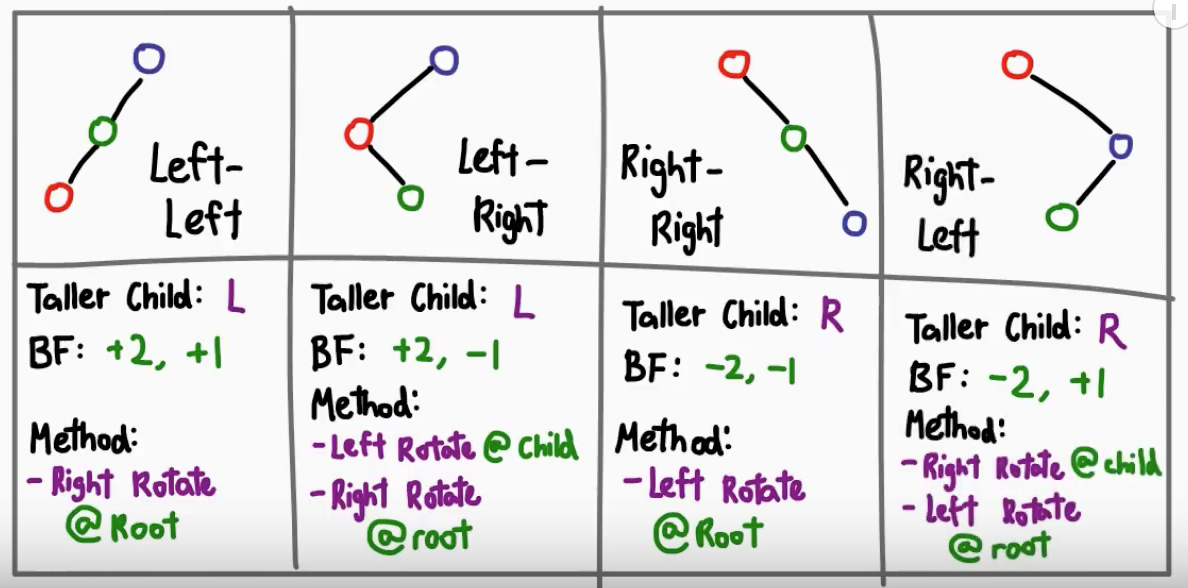 Left-
Left
Left-
Right
Right-
Right
Right-
Left
Taller Child: L
BF: +2, +1
Method:
- Right Rotate
@ Root
Taller Child: L
BF: +2, -1
Method:
- Left Rotate @ Child
- Right Rotate
@ root
Taller Child: R
BF: -2, -1
Method:
- Left Rotate
@ Root
Taller Child: R
BF: -2, +1
Method:
- Right Rotate @ child
- Left Rotate
@ root